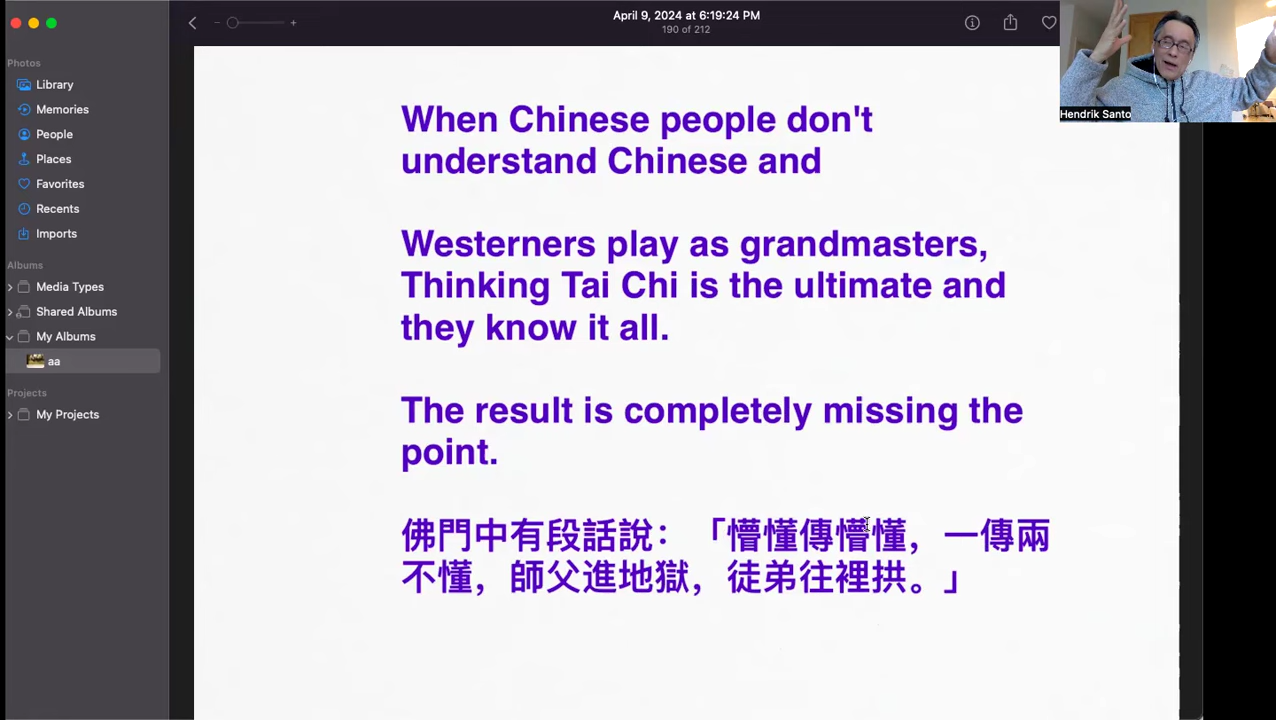 April 9, 2024 at 6:19:24 PM
190 of 212
Photos
Library
Memories
People
Places
Favorites
Recents
Imports
Albums
Media Types
Shared Albums
My Albums
aa
Projects
My Projects
When Chinese people don't
understand Chinese and
Westerners play as grandmasters,
Thinking Tai Chi is the ultimate and
they know it all.
The result is completely missing the
point.
佛門中有段話說：「懵懂傳懵懂，一傳兩
不懂，師父進地獄，徒弟往裡拱。」
Hendrik Santo